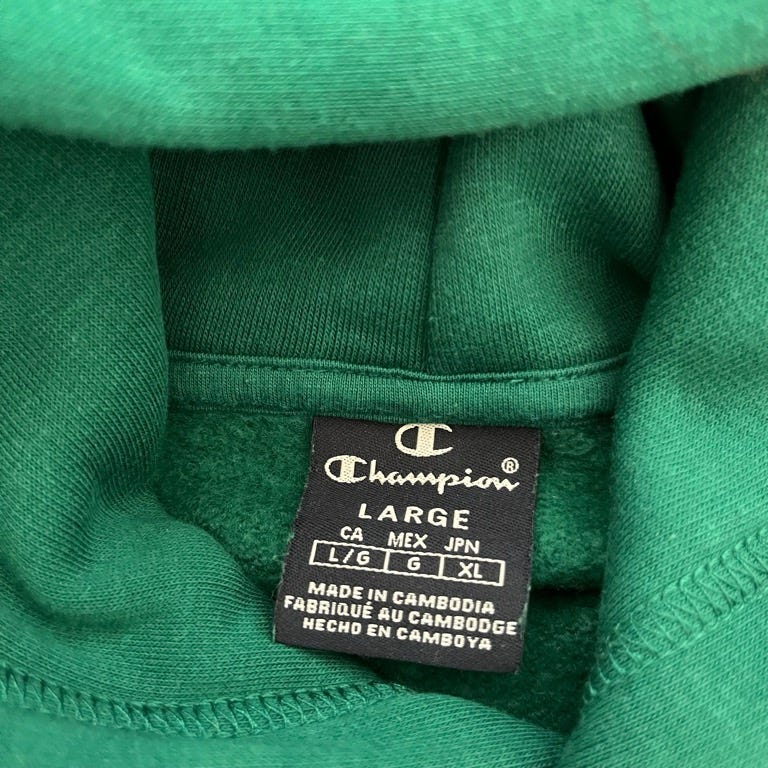 Champion®
LARGE
CA MEX JPN
L/G G XL
MADE IN CAMBODIA
FABRIQUÉ AU CAMBODGE
HECHO EN CAMBOYA